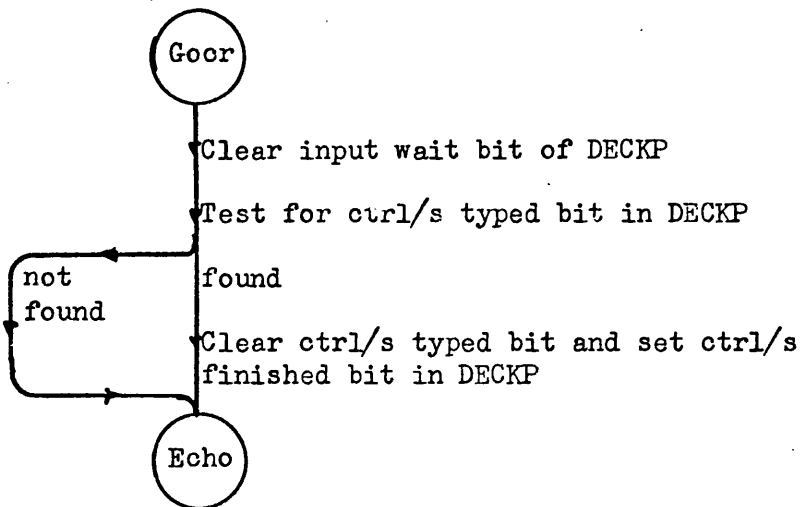 Gocr
Clear input wait bit of DECKP
Test for ctrl/s typed bit in DECKP
not
found
found
Clear ctrl/s typed bit and set ctrl/s
finished bit in DECKP
Echo